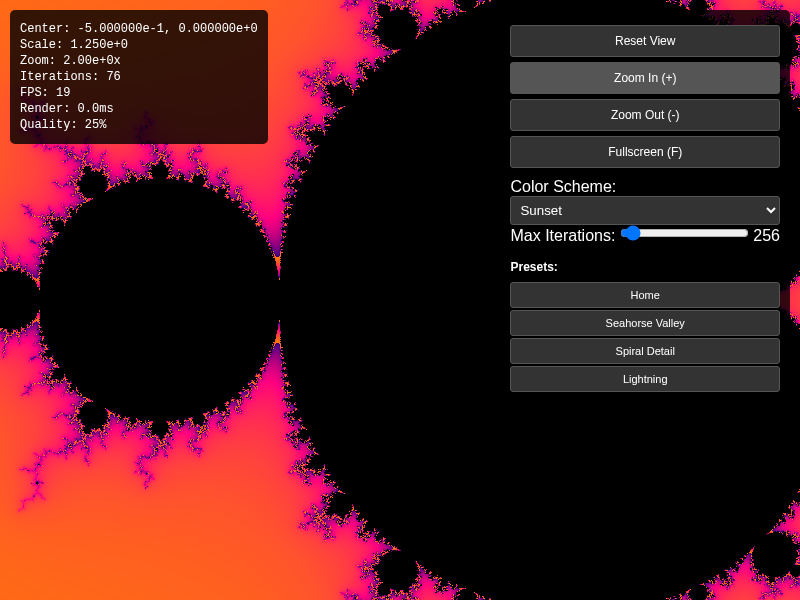 Center: -5.000000e-1, 0.000000e+0
Scale: 1.250e+0
Zoom: 2.00e+0x
Iterations: 76
FPS: 19
Render: 0.0ms
Quality: 25%
Reset View
Zoom In (+)
Zoom Out (-)
Fullscreen (F)
Color Scheme:
Sunset
Max Iterations: 256
Presets:
Home
Seahorse Valley
Spiral Detail
Lightning